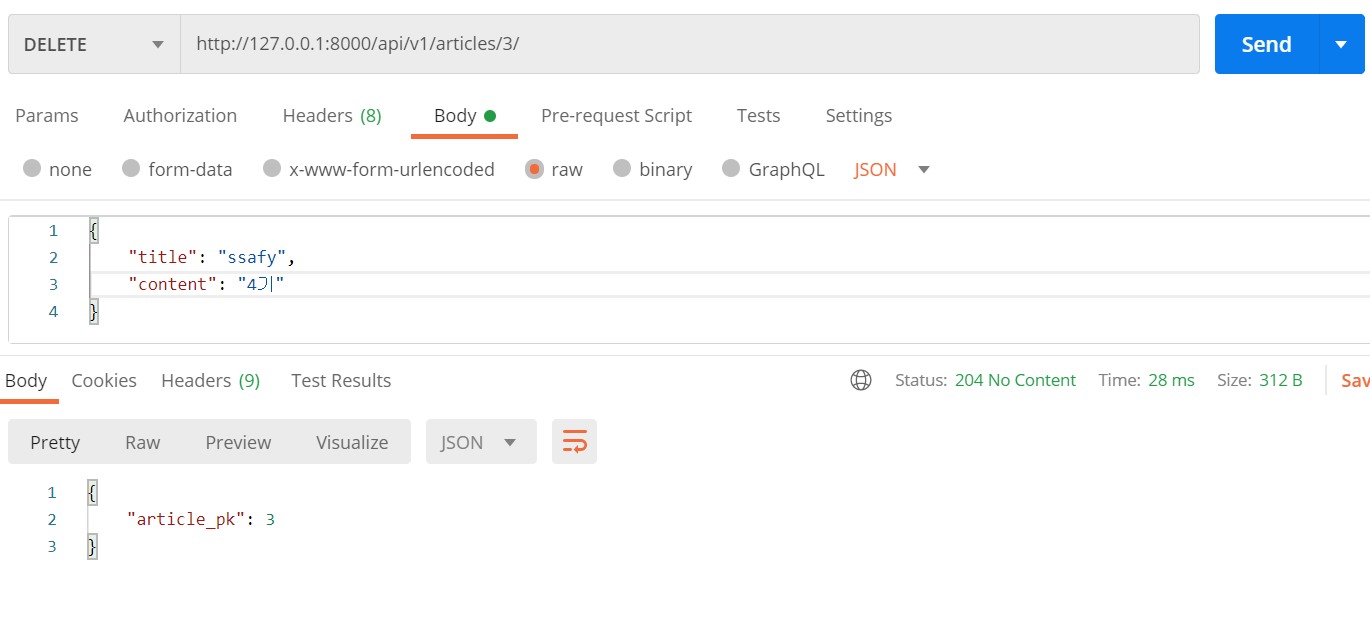 DELETE http://127.0.0.1:8000/api/v1/articles/3/ Send
Params Authorization Headers (8) Body Pre-request Script Tests Settings
none form-data x-www-form-urlencoded raw binary GraphQL JSON
1 {
2 "title": "ssafy",
3 "content": "4기"
4 }
Body Cookies Headers (9) Test Results Status: 204 No Content Time: 28 ms Size: 312 B Sav
Pretty Raw Preview Visualize JSON
1 {
2 "article_pk": 3
3 }